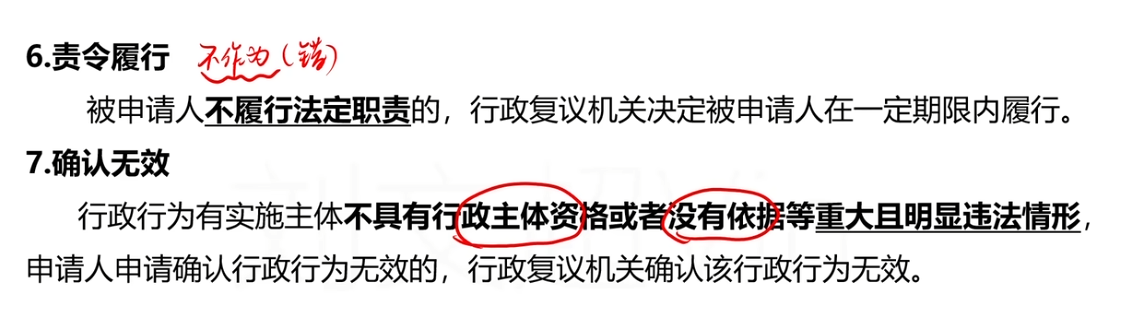 6.责令履行 不作为（错）
被申请人不履行法定职责的，行政复议机关决定被申请人在一定期限内履行。
7.确认无效
行政行为有实施主体不具有行政主体资格或者没有依据等重大且明显违法情形，
申请人申请确认行政行为无效的，行政复议机关确认该行政行为无效。